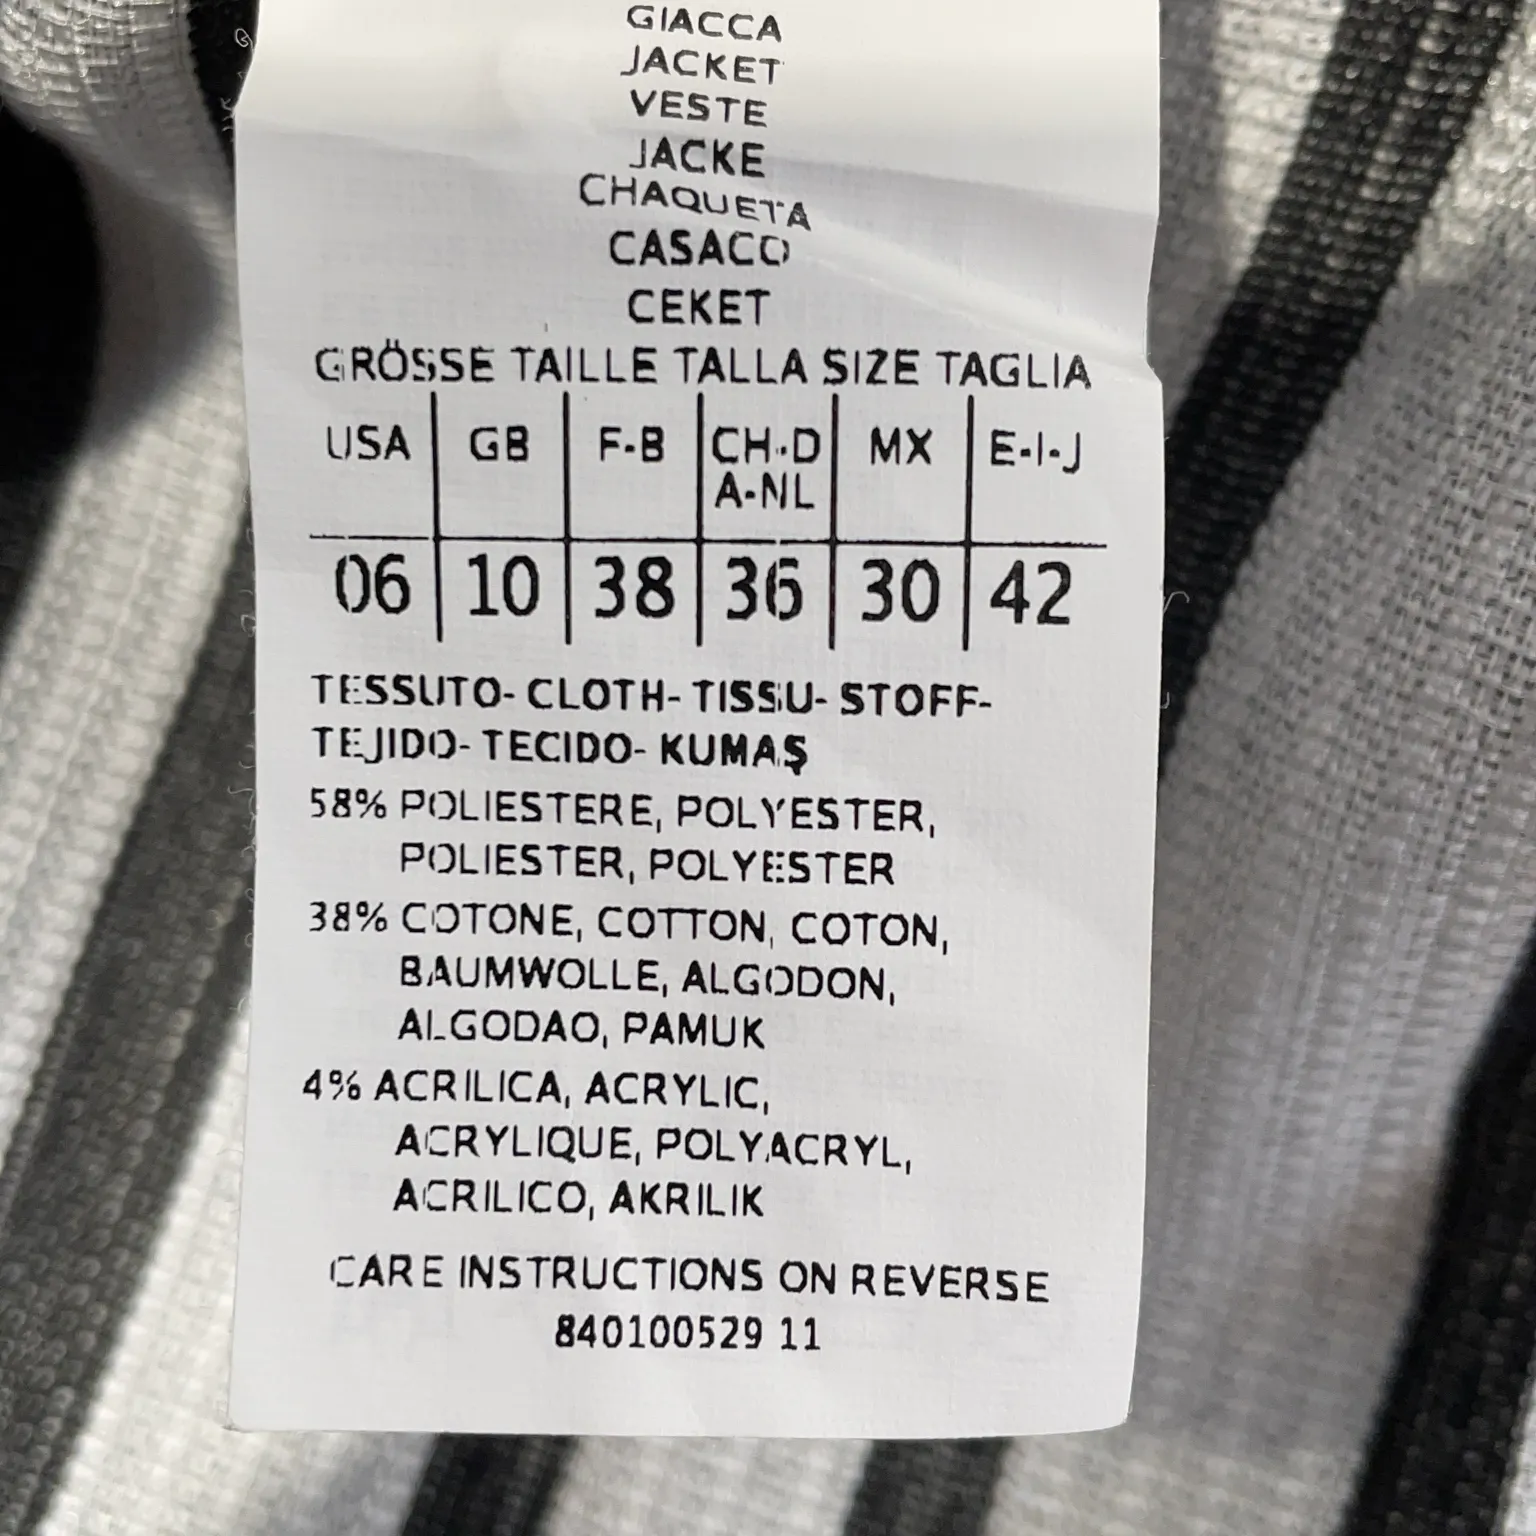 GIACCA
JACKET
VESTE
JACKE
CHAQUETA
CASACO
CEKET
GRÖSSE TAILLE TALLA SIZE TAGLIA
USA GB F-B CH-D A-NL MX E-I-J
06 10 38 36 30 42
TESSUTO- CLOTH- TISSU- STOFF-
TEJIDO- TECIDO- KUMAŞ
58% POLIESTERE, POLYESTER,
POLIESTER, POLYESTER
38% COTONE, COTTON, COTON,
BAUMWOLLE, ALGODON,
ALGODAO, PAMUK
4% ACRILICA, ACRYLIC,
ACRYLIQUE, POLYACRYL,
ACRILICO, AKRILIK
CARE INSTRUCTIONS ON REVERSE
840100529 11